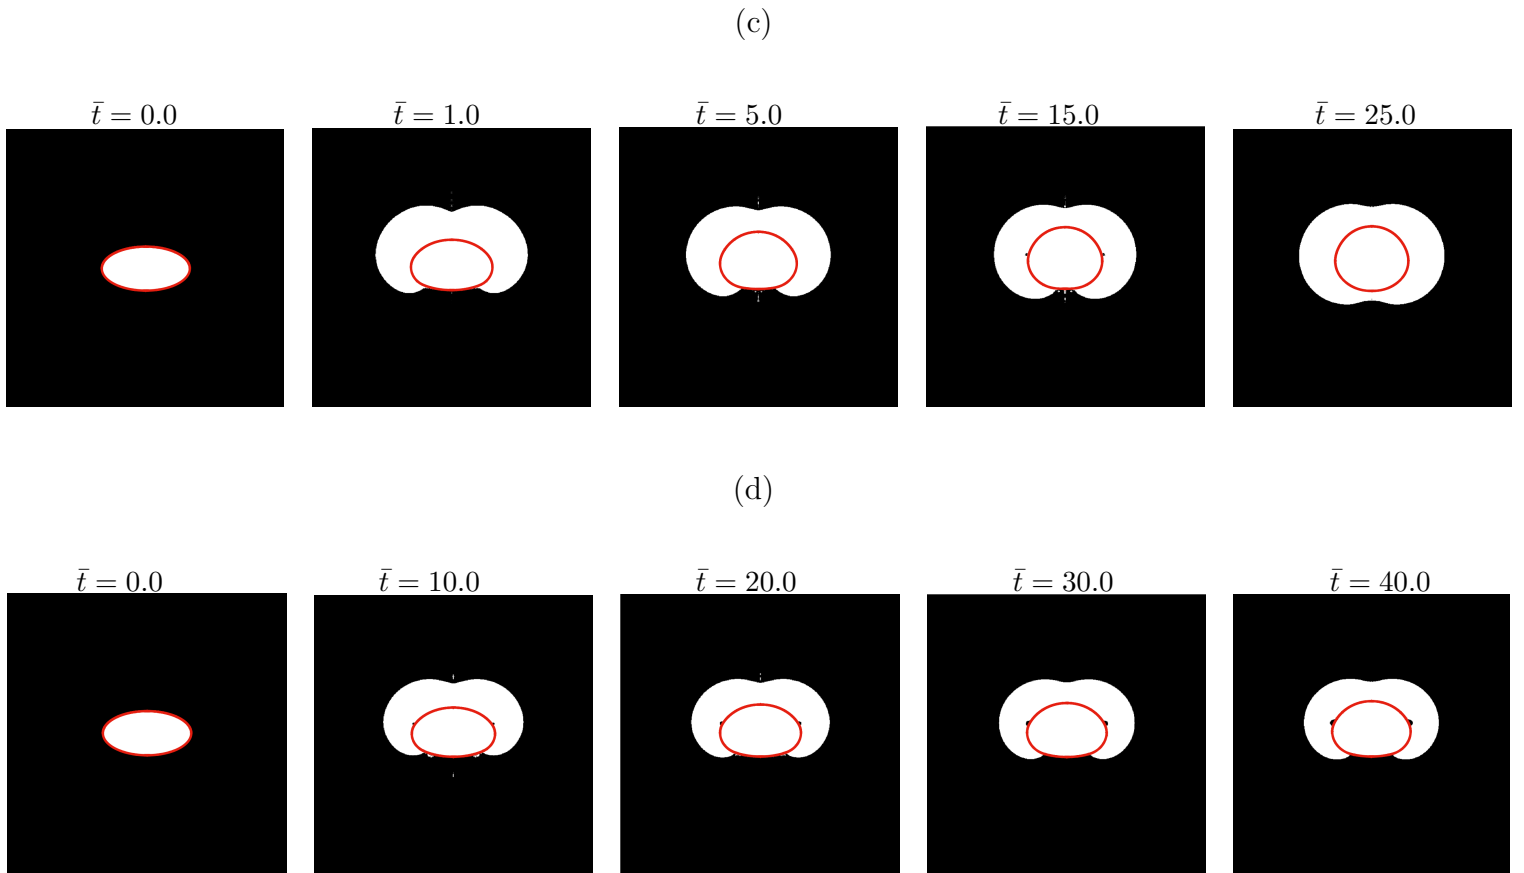 (c)
t̄ = 0.0 t̄ = 1.0 t̄ = 5.0 t̄ = 15.0 t̄ = 25.0
(d)
t̄ = 0.0 t̄ = 10.0 t̄ = 20.0 t̄ = 30.0 t̄ = 40.0